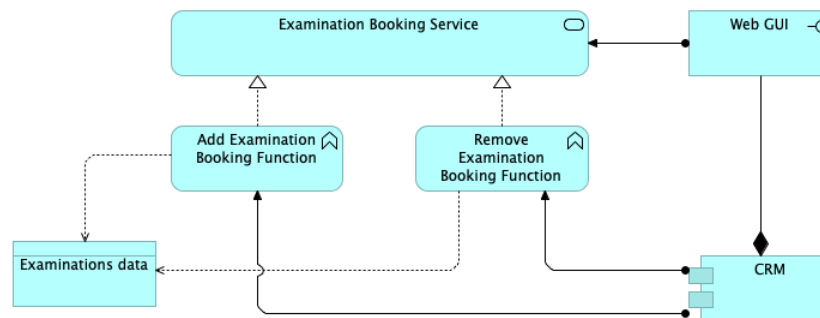 Examination Booking Service
Web GUI
Add Examination
Booking Function
Remove
Examination
Booking Function
Examinations data
CRM